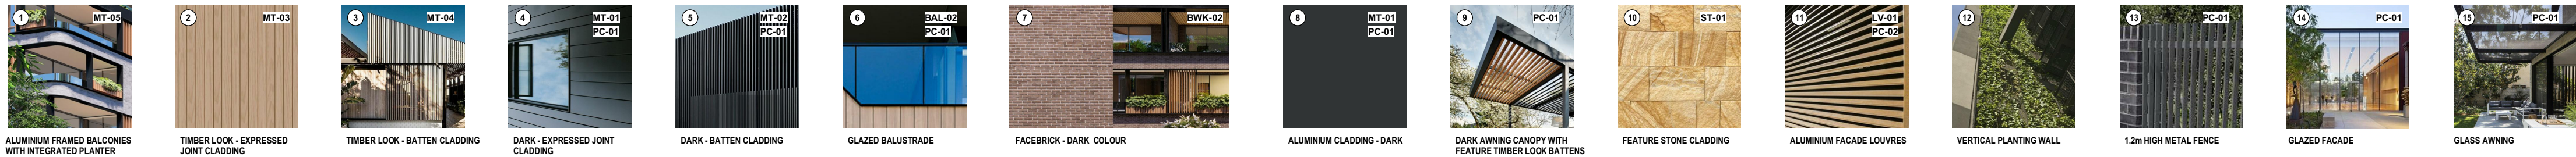 1 MT-05
2 MT-03
3 MT-04
4 MT-01
PC-01
5 MT-02
PC-01
6 BAL-02
PC-01
7 BWK-02
8 MT-01
PC-01
9 PC-01
10 ST-01
11 LV-01
PC-02
12
13 PC-01
14 PC-01
15 PC-01
ALUMINIUM FRAMED BALCONIES
WITH INTEGRATED PLANTER
TIMBER LOOK - EXPRESSED
JOINT CLADDING
TIMBER LOOK - BATTEN CLADDING
DARK - EXPRESSED JOINT
CLADDING
DARK - BATTEN CLADDING
GLAZED BALUSTRADE
FACEBRICK - DARK COLOUR
ALUMINIUM CLADDING - DARK
DARK AWNING CANOPY WITH
FEATURE TIMBER LOOK BATTENS
FEATURE STONE CLADDING
ALUMINIUM FACADE LOUVRES
VERTICAL PLANTING WALL
1.2m HIGH METAL FENCE
GLAZED FACADE
GLASS AWNING